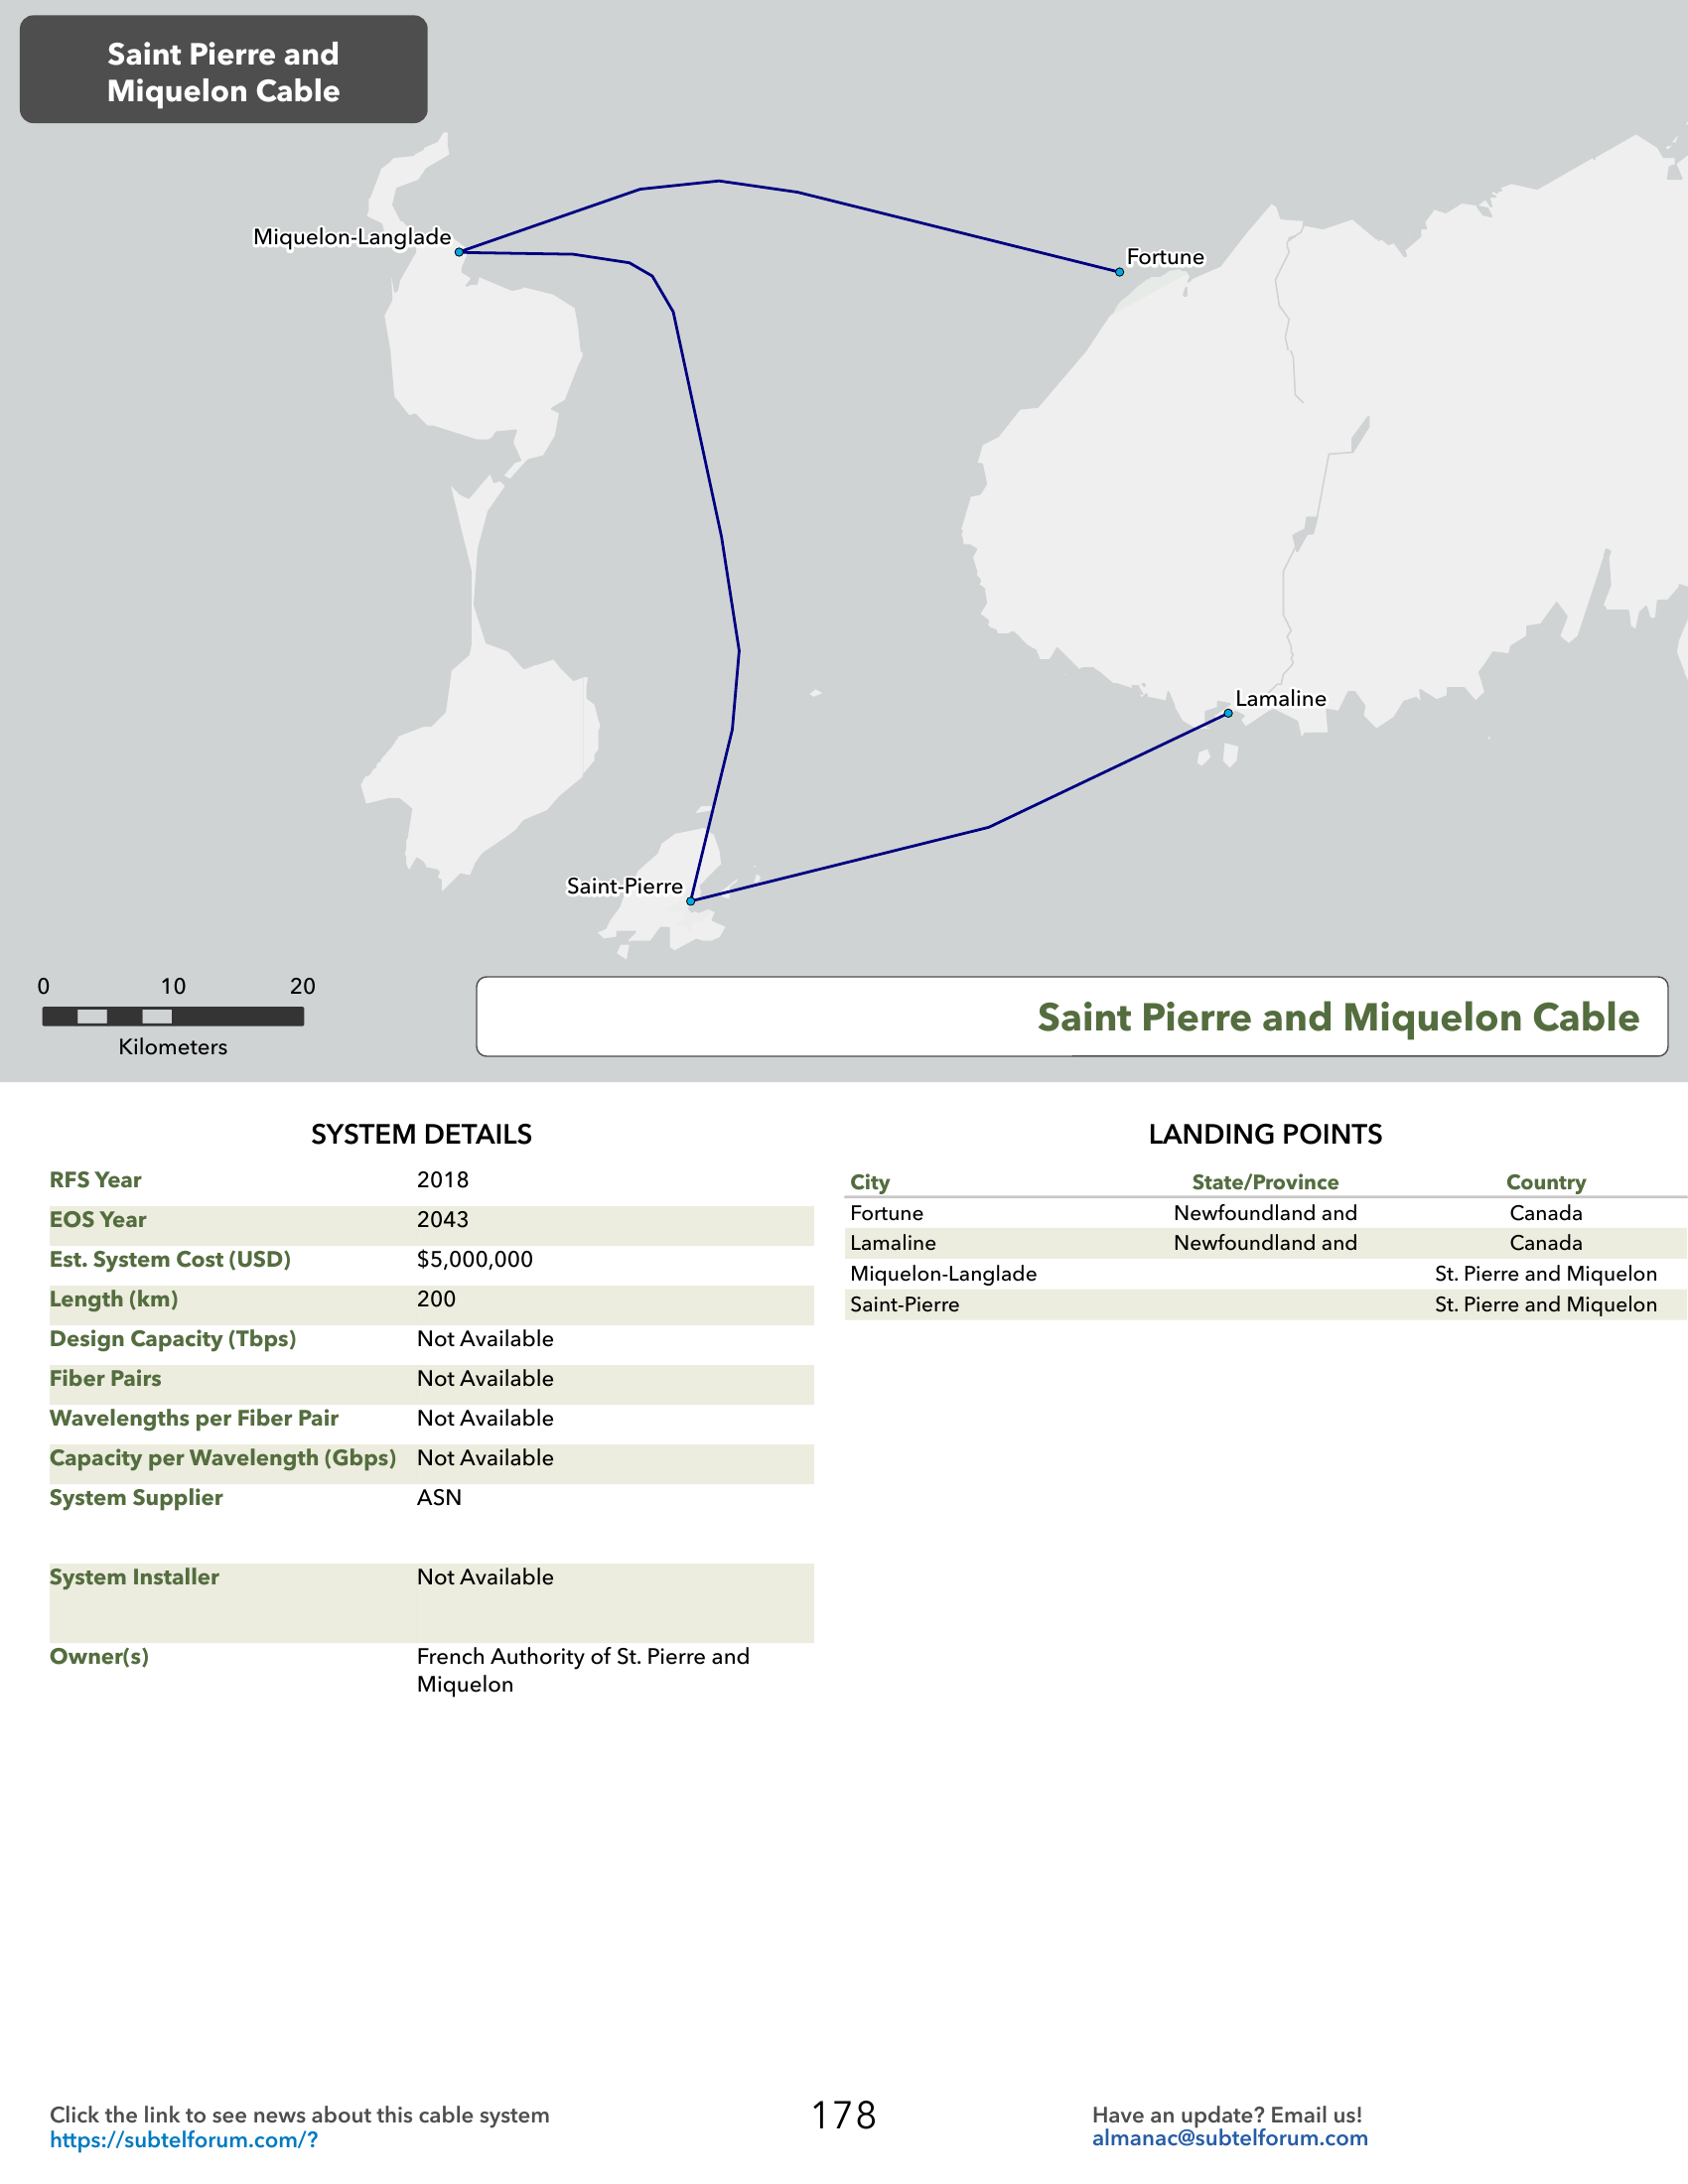 Saint Pierre and
Miquelon Cable
Miquelon-Langlade
Fortune
Lamaline
Saint-Pierre
0 10 20
Kilometers
Saint Pierre and Miquelon Cable
SYSTEM DETAILS
RFS Year 2018
EOS Year 2043
Est. System Cost (USD) $5,000,000
Length (km) 200
Design Capacity (Tbps) Not Available
Fiber Pairs Not Available
Wavelengths per Fiber Pair Not Available
Capacity per Wavelength (Gbps) Not Available
System Supplier ASN
System Installer Not Available
Owner(s) French Authority of St. Pierre and
Miquelon
LANDING POINTS
City State/Province Country
Fortune Newfoundland and Canada
Lamaline Newfoundland and Canada
Miquelon-Langlade St. Pierre and Miquelon
Saint-Pierre St. Pierre and Miquelon
Click the link to see news about this cable system
https://subtelforum.com/?
178
Have an update? Email us!
almanac@subtelforum.com